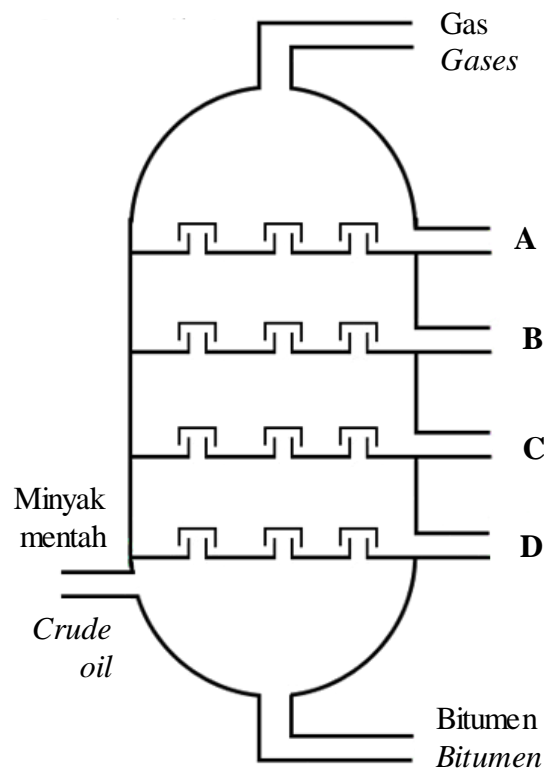 Gas
Gases
A
B
C
Minyak
mentah
D
Crude
oil
Bitumen
Bitumen